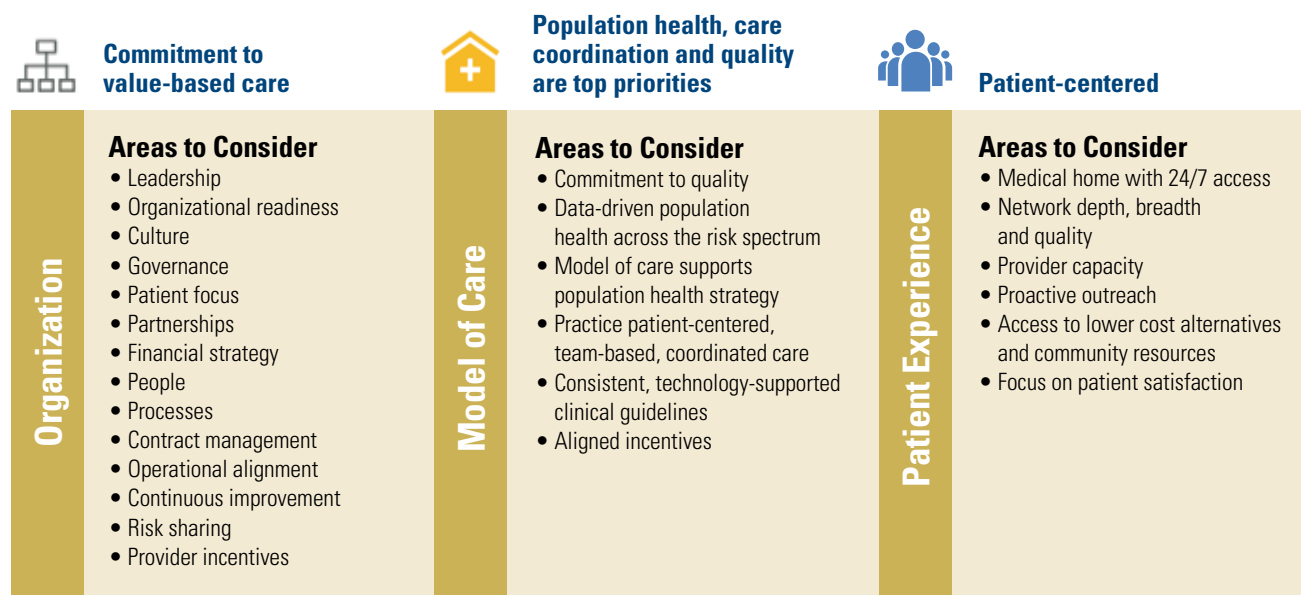 Commitment to
value-based care
Organization
Areas to Consider
• Leadership
• Organizational readiness
• Culture
• Governance
• Patient focus
• Partnerships
• Financial strategy
• People
• Processes
• Contract management
• Operational alignment
• Continuous improvement
• Risk sharing
• Provider incentives
Population health, care
coordination and quality
are top priorities
Model of Care
Areas to Consider
• Commitment to quality
• Data-driven population
health across the risk spectrum
• Model of care supports
population health strategy
• Practice patient-centered,
team-based, coordinated care
• Consistent, technology-supported
clinical guidelines
• Aligned incentives
Patient-centered
Patient Experience
Areas to Consider
• Medical home with 24/7 access
• Network depth, breadth
and quality
• Provider capacity
• Proactive outreach
• Access to lower cost alternatives
and community resources
• Focus on patient satisfaction